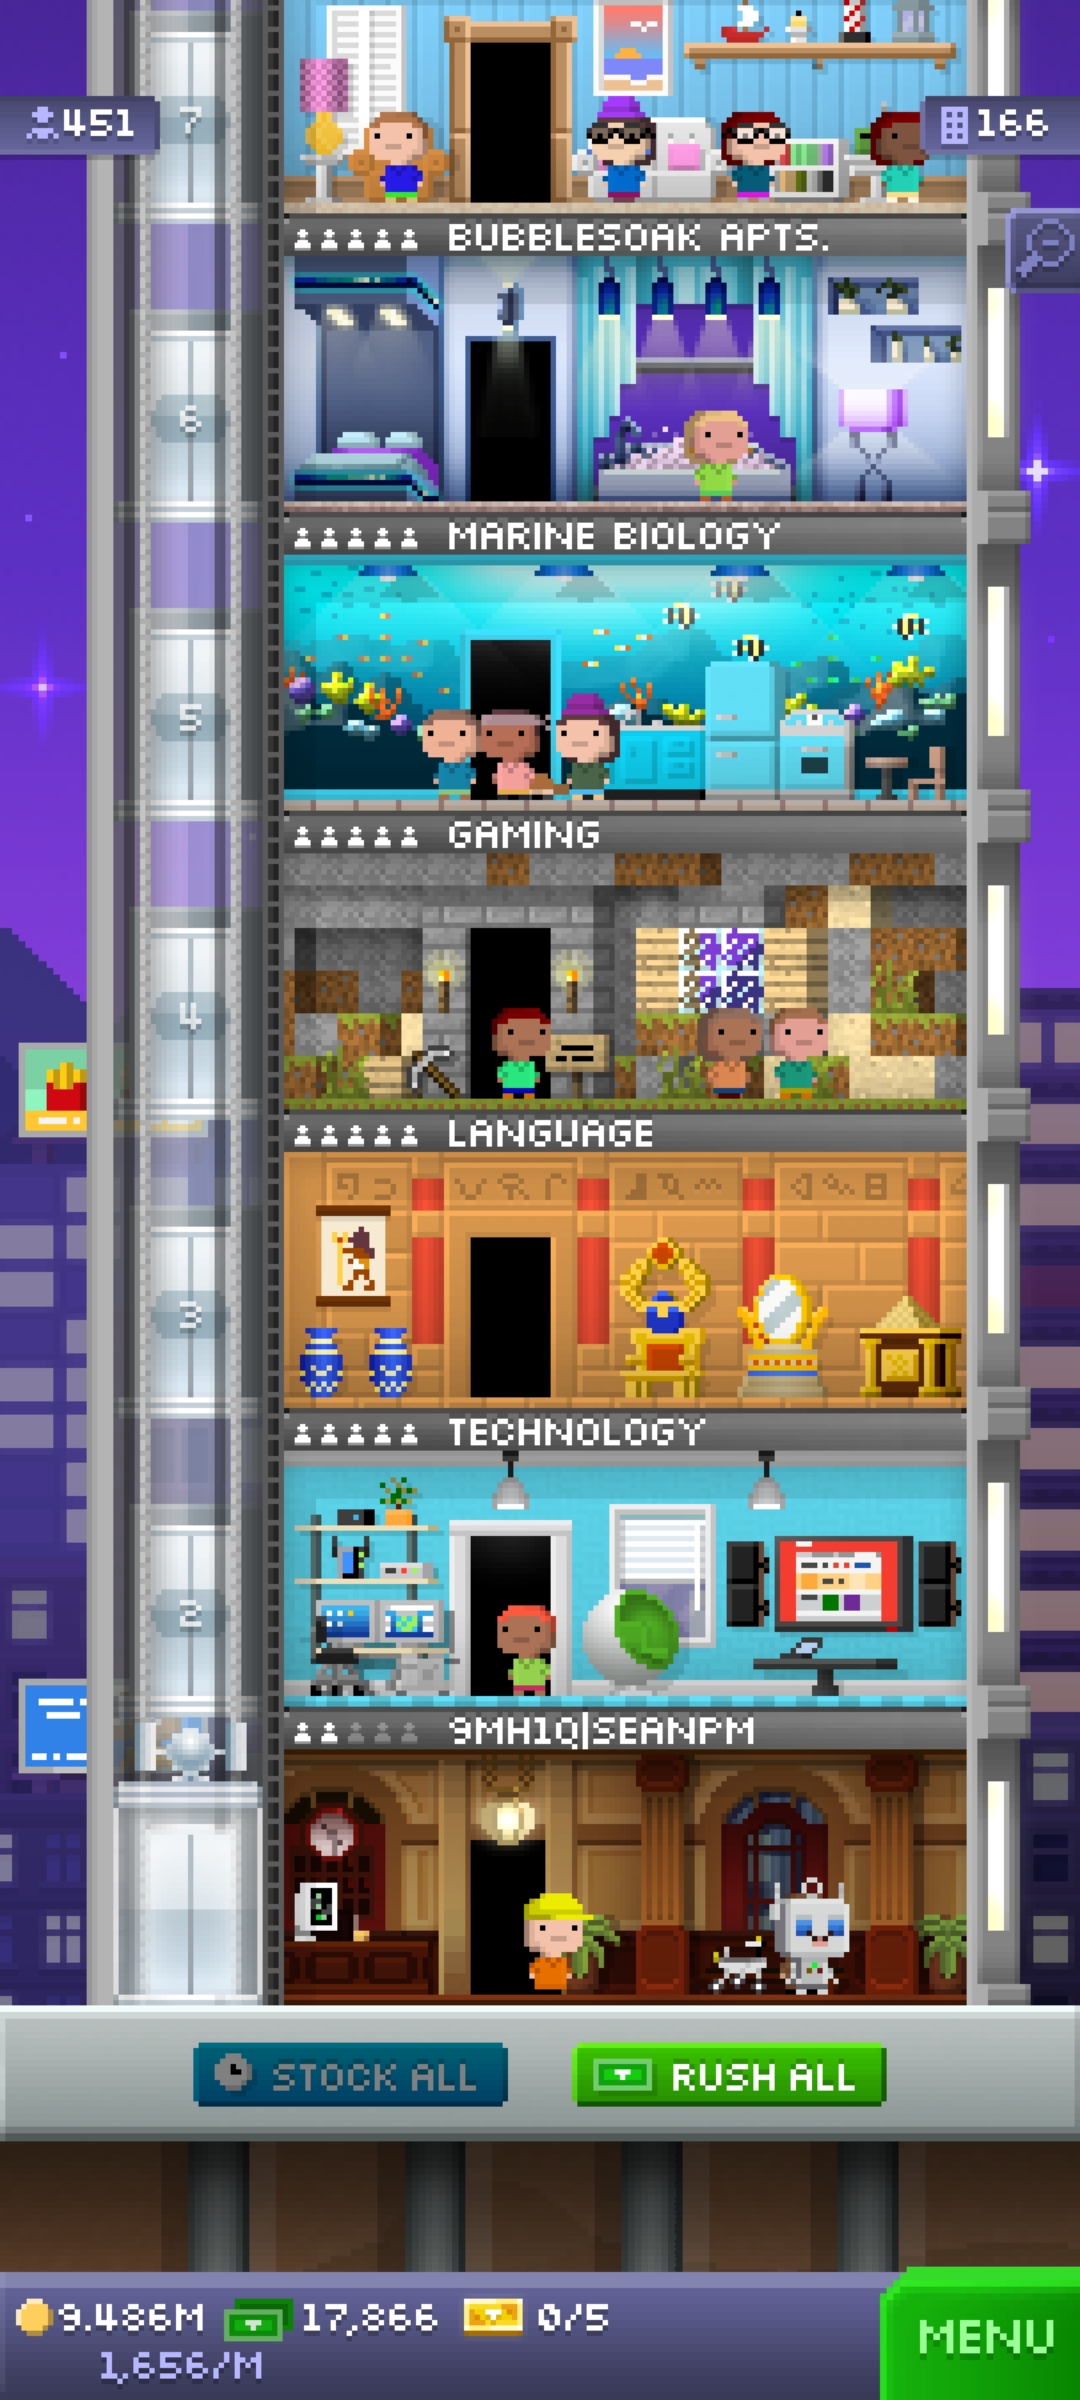 7
451
166
BUBBLESOAK APTS.
6
MARINE BIOLOGY
5
GAMING
4
LANGUAGE
3
TECHNOLOGY
2
9MH1Q|SEANPM
STOCK ALL
RUSH ALL
9.486M
17,866
0/5
1,656/M
MENU